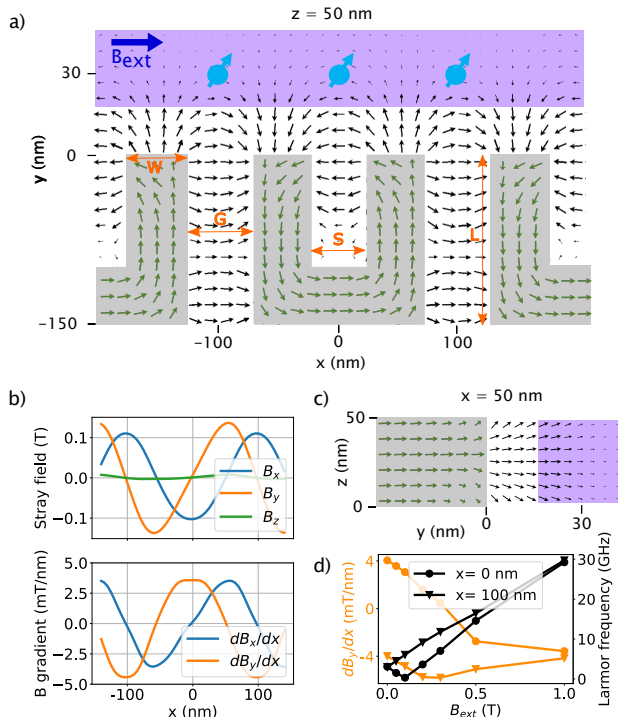 z = 50 nm
a)
B_ext
30
0
-150
y (nm)
W
G
S
L
-100
0
100
x (nm)
b)
0.1
0.0
−0.1
Stray field (T)
B_x
B_y
B_z
5.0
2.5
0.0
−2.5
−5.0
B gradient (mT/nm)
dB_x/dx
dB_y/dx
−100
0
100
x (nm)
c)
x = 50 nm
50
0
z (nm)
0
30
y (nm)
d)
4
0
−4
dB_y/dx (mT/nm)
x= 0 nm
x= 100 nm
30
20
10
0
Larmor frequency (GHz)
0.0
0.5
1.0
B_ext (T)